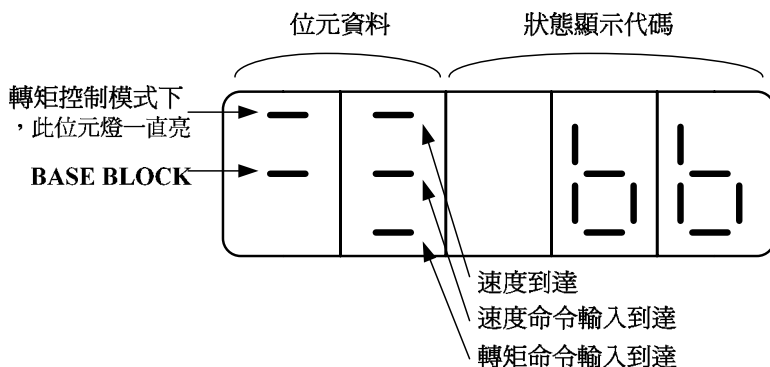 位元資料 狀態顯示代碼
轉矩控制模式下
，此位元燈一直亮
BASE BLOCK
bb
速度到達
速度命令輸入到達
轉矩命令輸入到達